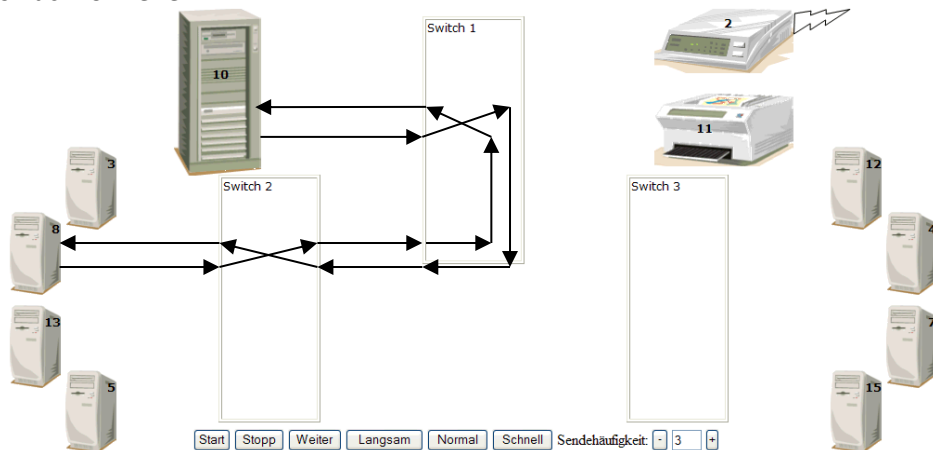 Switch 1
2
10
11
3
12
Switch 2
Switch 3
8
4
13
7
5
15
Start Stopp Weiter Langsam Normal Schnell Sendehäufigkeit: - 3 +